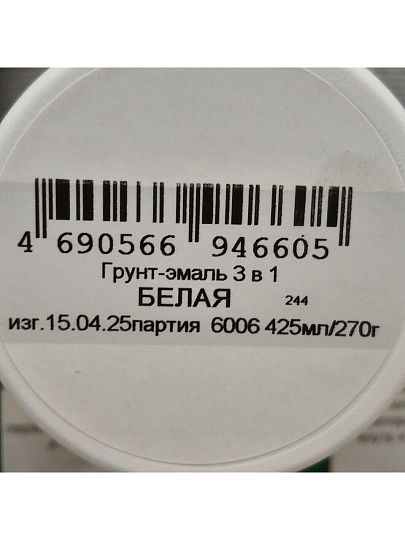 4 690566 946605
Грунт-эмаль 3 в 1
БЕЛАЯ 244
изг.15.04.25партия 6006 425мл/270г